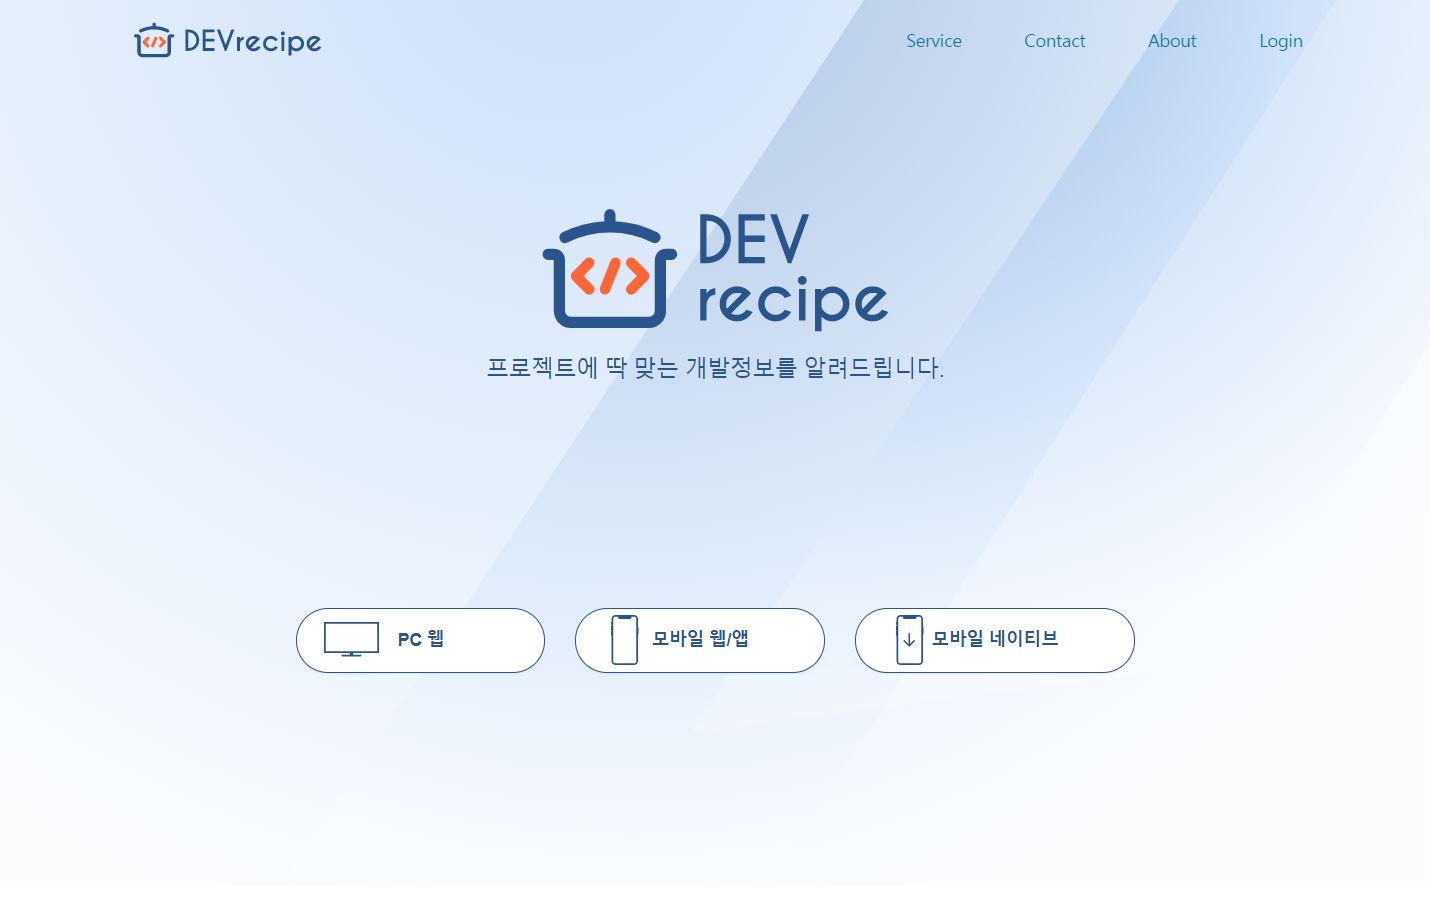 DEVrecipe
Service Contact About Login
</>
DEV
recipe
프로젝트에 딱 맞는 개발정보를 알려드립니다.
PC 웹
모바일 웹/앱
모바일 네이티브